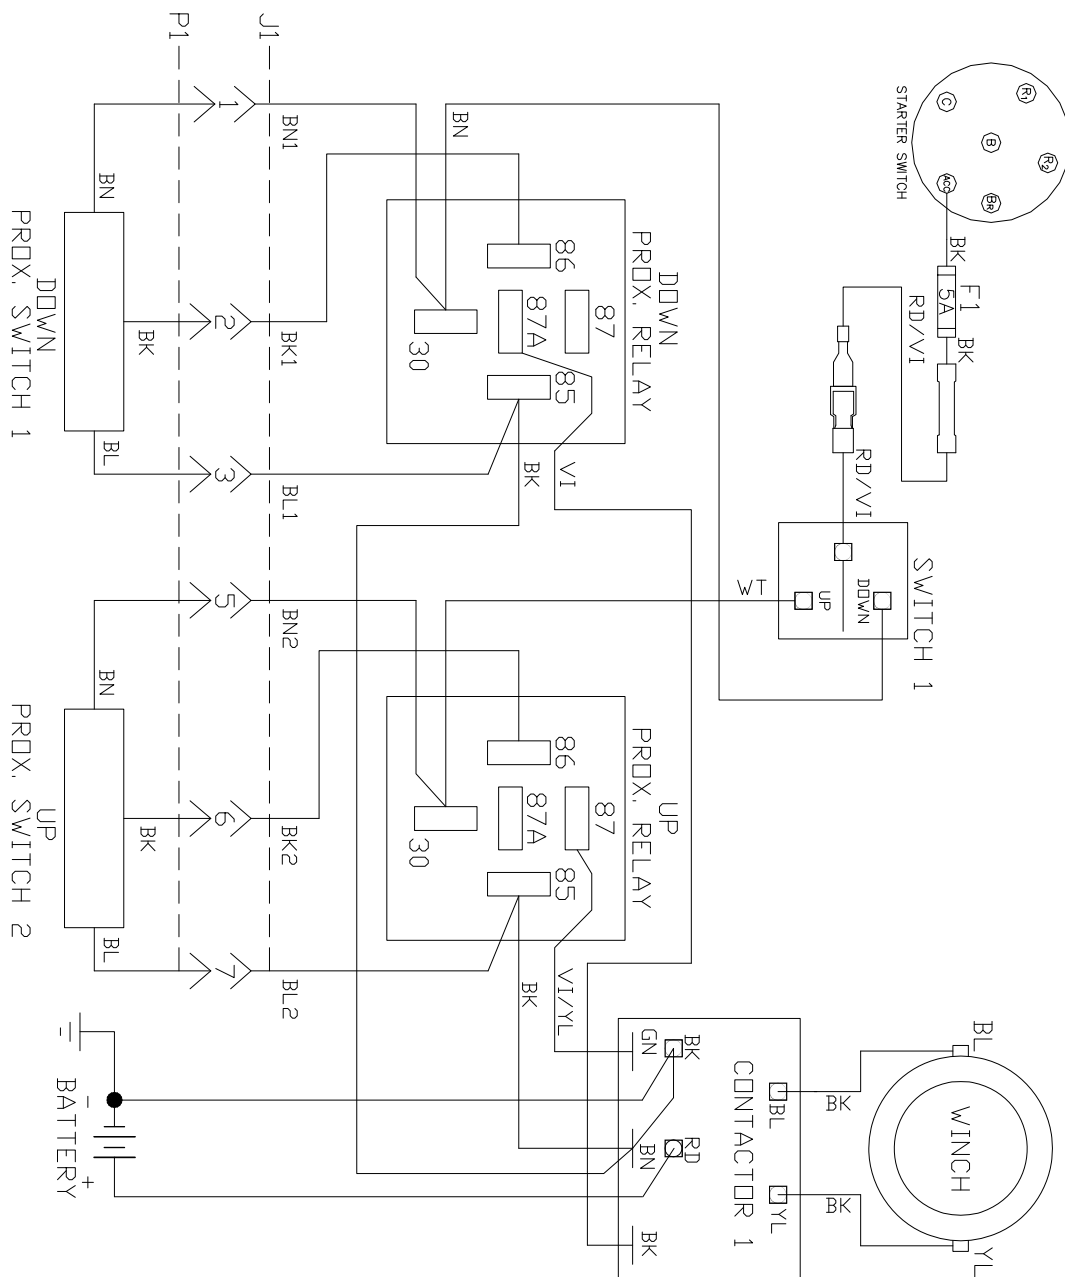 P1
J1
STARTER SWITCH
R1
C
B
R2
ACC
BR
BK
F1
5A
BK
RD/VI
RD/VI
1
BN1
BN
BN
DOWN
PROX. SWITCH 1
BK
2
BK1
BL
3
BL1
DOWN
PROX. RELAY
86
87
87A
30
85
VI
BK
SWITCH 1
DOWN
UP
WT
5
BN2
BN
UP
PROX. SWITCH 2
BK
6
BK2
BL
7
BL2
UP
PROX. RELAY
86
87
87A
30
85
VI/YL
BK
BL
WINCH
YL
BK
BK
CONTACTOR 1
BL
YL
BK
GN
RD
BN
BK
-
BATTERY
+